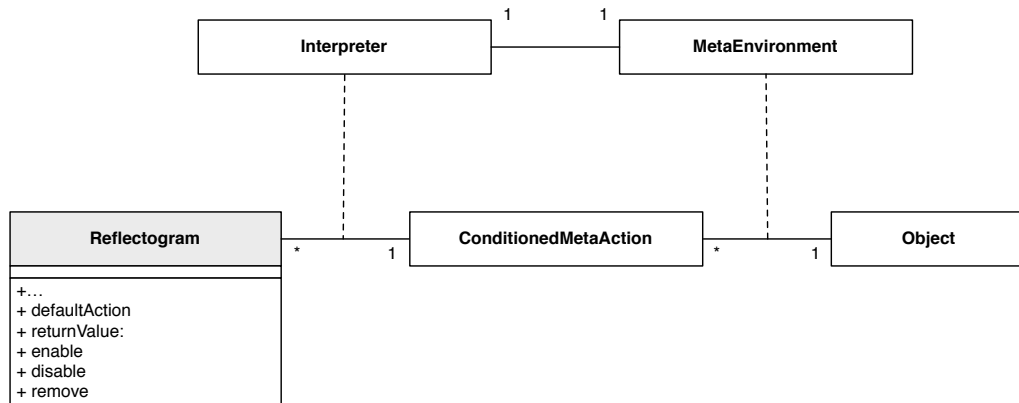 1 1
Interpreter MetaEnvironment
Reflectogram ConditionedMetaAction Object
* 1 * 1
+...
+ defaultAction
+ returnValue:
+ enable
+ disable
+ remove